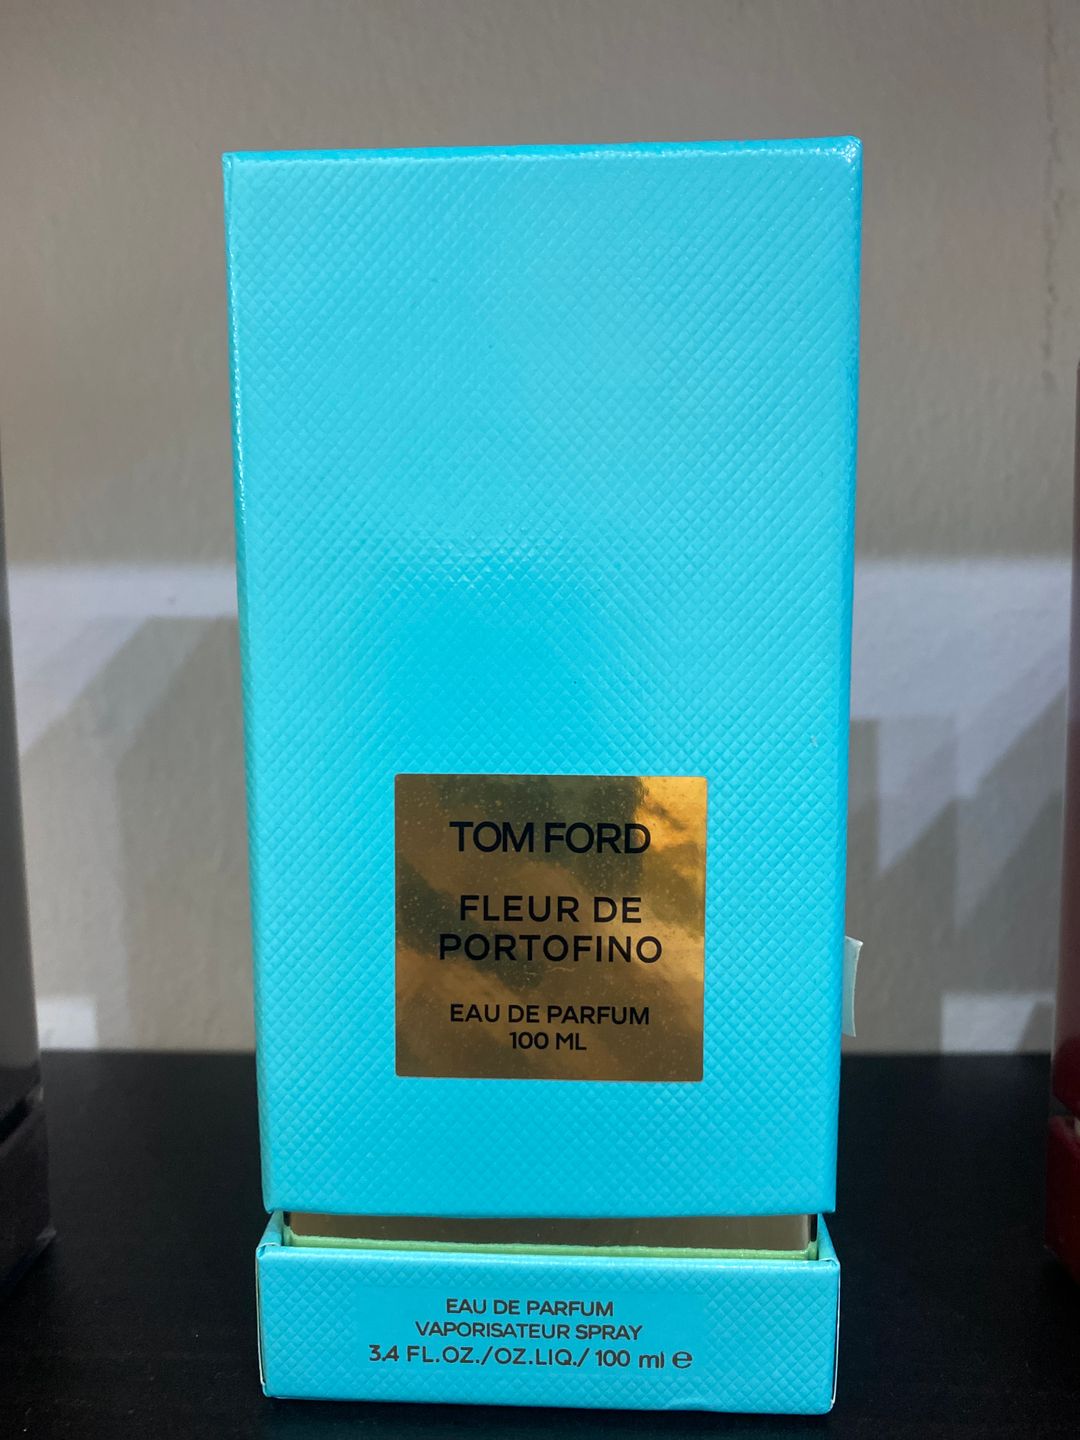 TOM FORD
FLEUR DE
PORTOFINO
EAU DE PARFUM
100 ML
EAU DE PARFUM
VAPORISATEUR SPRAY
3.4 FL.OZ./OZ.LIQ./ 100 ml ℮